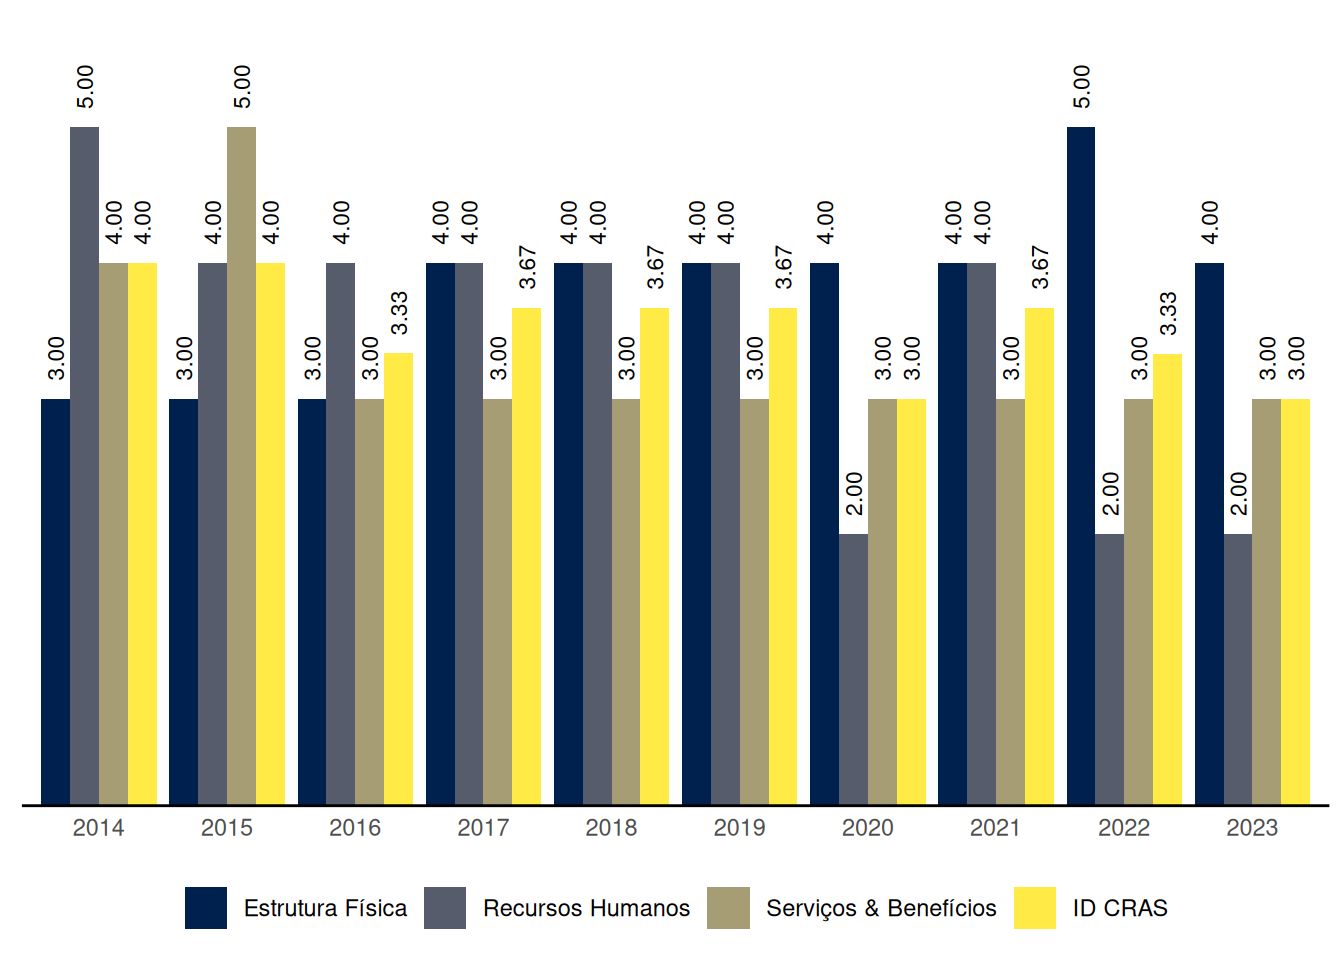 5.00 5.00 5.00
4.00 4.00 4.00 4.00 4.00 4.00 4.00 4.00 4.00 4.00 4.00 4.00 4.00 4.00 4.00 4.00
3.67 3.67 3.67 3.67
3.33 3.33
3.00 3.00 3.00 3.00 3.00 3.00 3.00 3.00 3.00 3.00 3.00 3.00 3.00
2.00 2.00 2.00
2014 2015 2016 2017 2018 2019 2020 2021 2022 2023
Estrutura Física Recursos Humanos Serviços & Benefícios ID CRAS